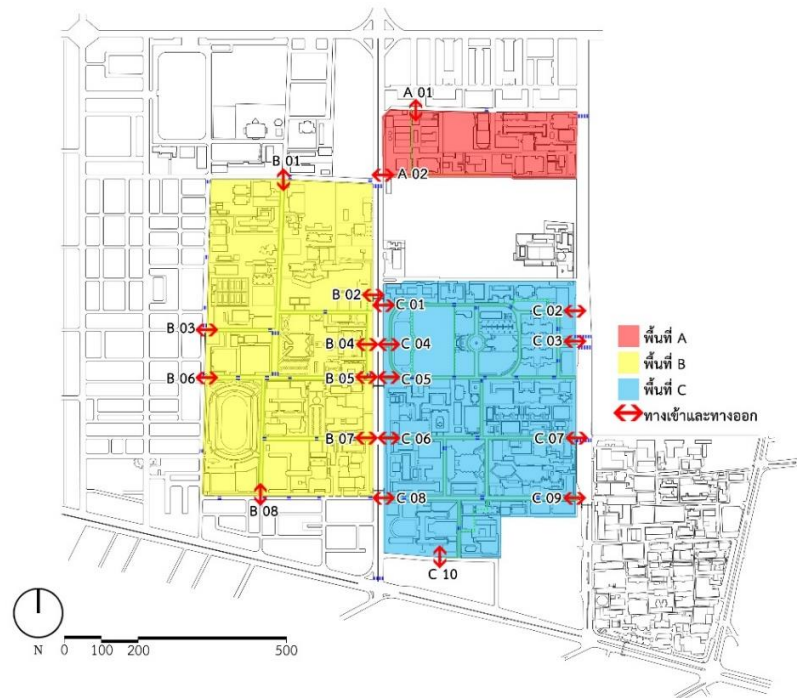 A 01
B 01
A 02
B 02
C 01
C 02
B 03
B 04
C 04
C 03
B 06
B 05
C 05
B 07
C 06
C 07
B 08
C 08
C 09
C 10
พื้นที่ A
พื้นที่ B
พื้นที่ C
ทางเข้าและทางออก
N
0 100 200 500